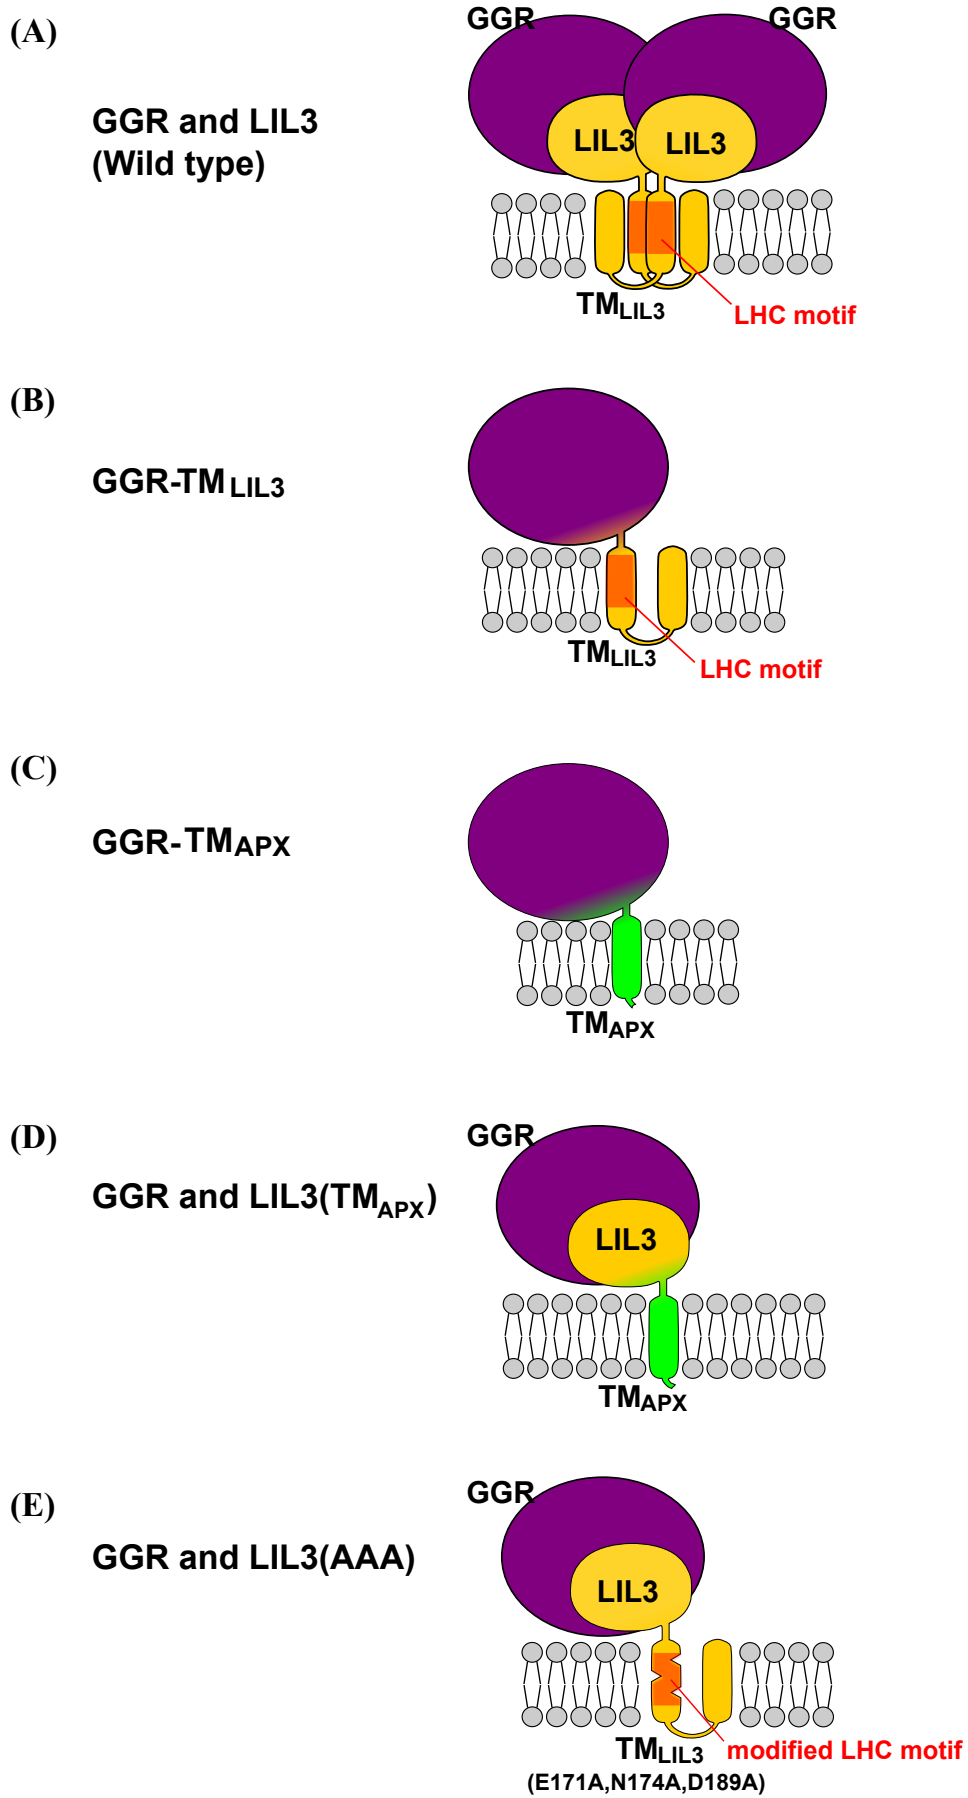 (A)
GGR GGR
GGR and LIL3
(Wild type)
LIL3 LIL3
TMLIL3
LHC motif
(B)
GGR-TMLIL3
TMLIL3
LHC motif
(C)
GGR-TMAPX
TMAPX
(D)
GGR
GGR and LIL3(TMAPX)
LIL3
TMAPX
(E)
GGR
GGR and LIL3(AAA)
LIL3
TMLIL3 modified LHC motif
(E171A,N174A,D189A)